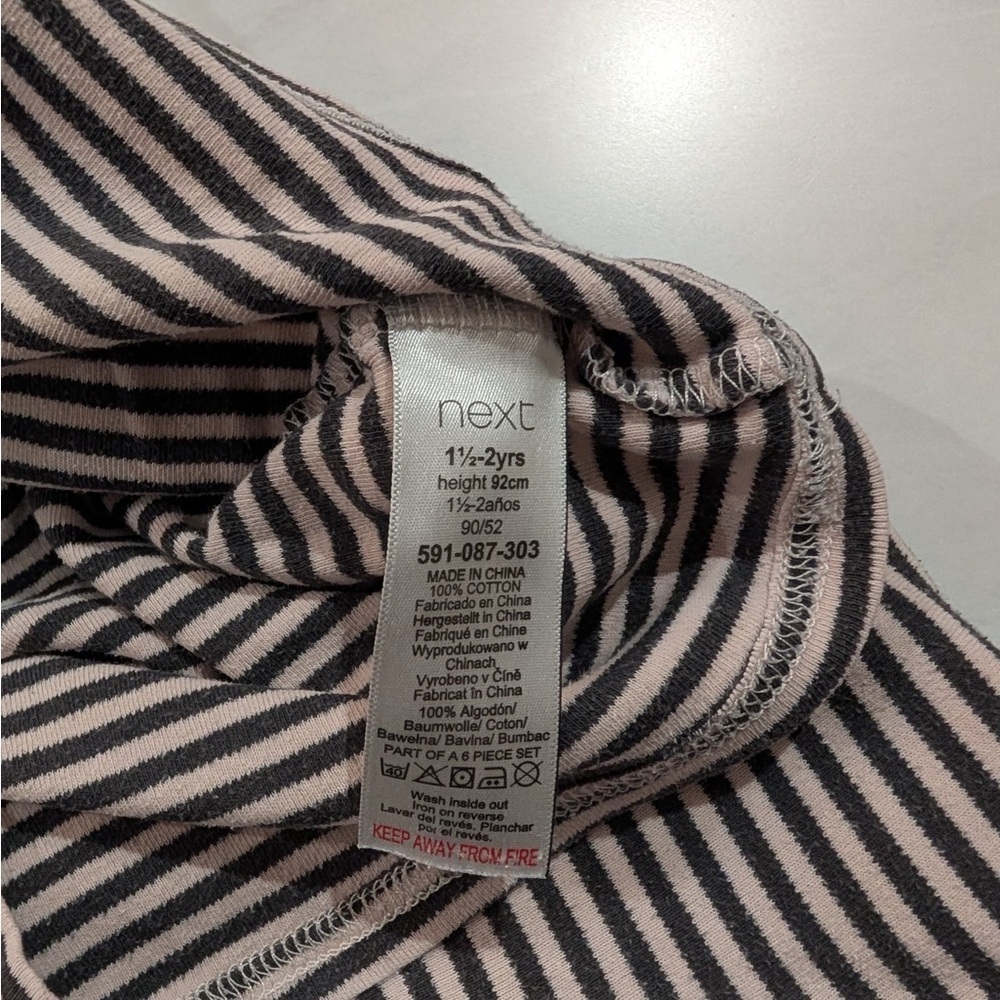 next
1½-2yrs
height 92cm
1½-2años
90/52
591-087-303
MADE IN CHINA
100% COTTON
Fabricado en China
Hergestellt in China
Fabriqué en Chine
Wyprodukowano w
Chinach
Vyrobeno v Číně
Fabricat în China
100% Algodón/
Baumwolle/ Coton/
Bawełna/ Bavlna/ Bumbac
PART OF A 6 PIECE SET
40
Wash inside out
Iron on reverse
Lavar del revés. Planchar
por el revés.
KEEP AWAY FROM FIRE